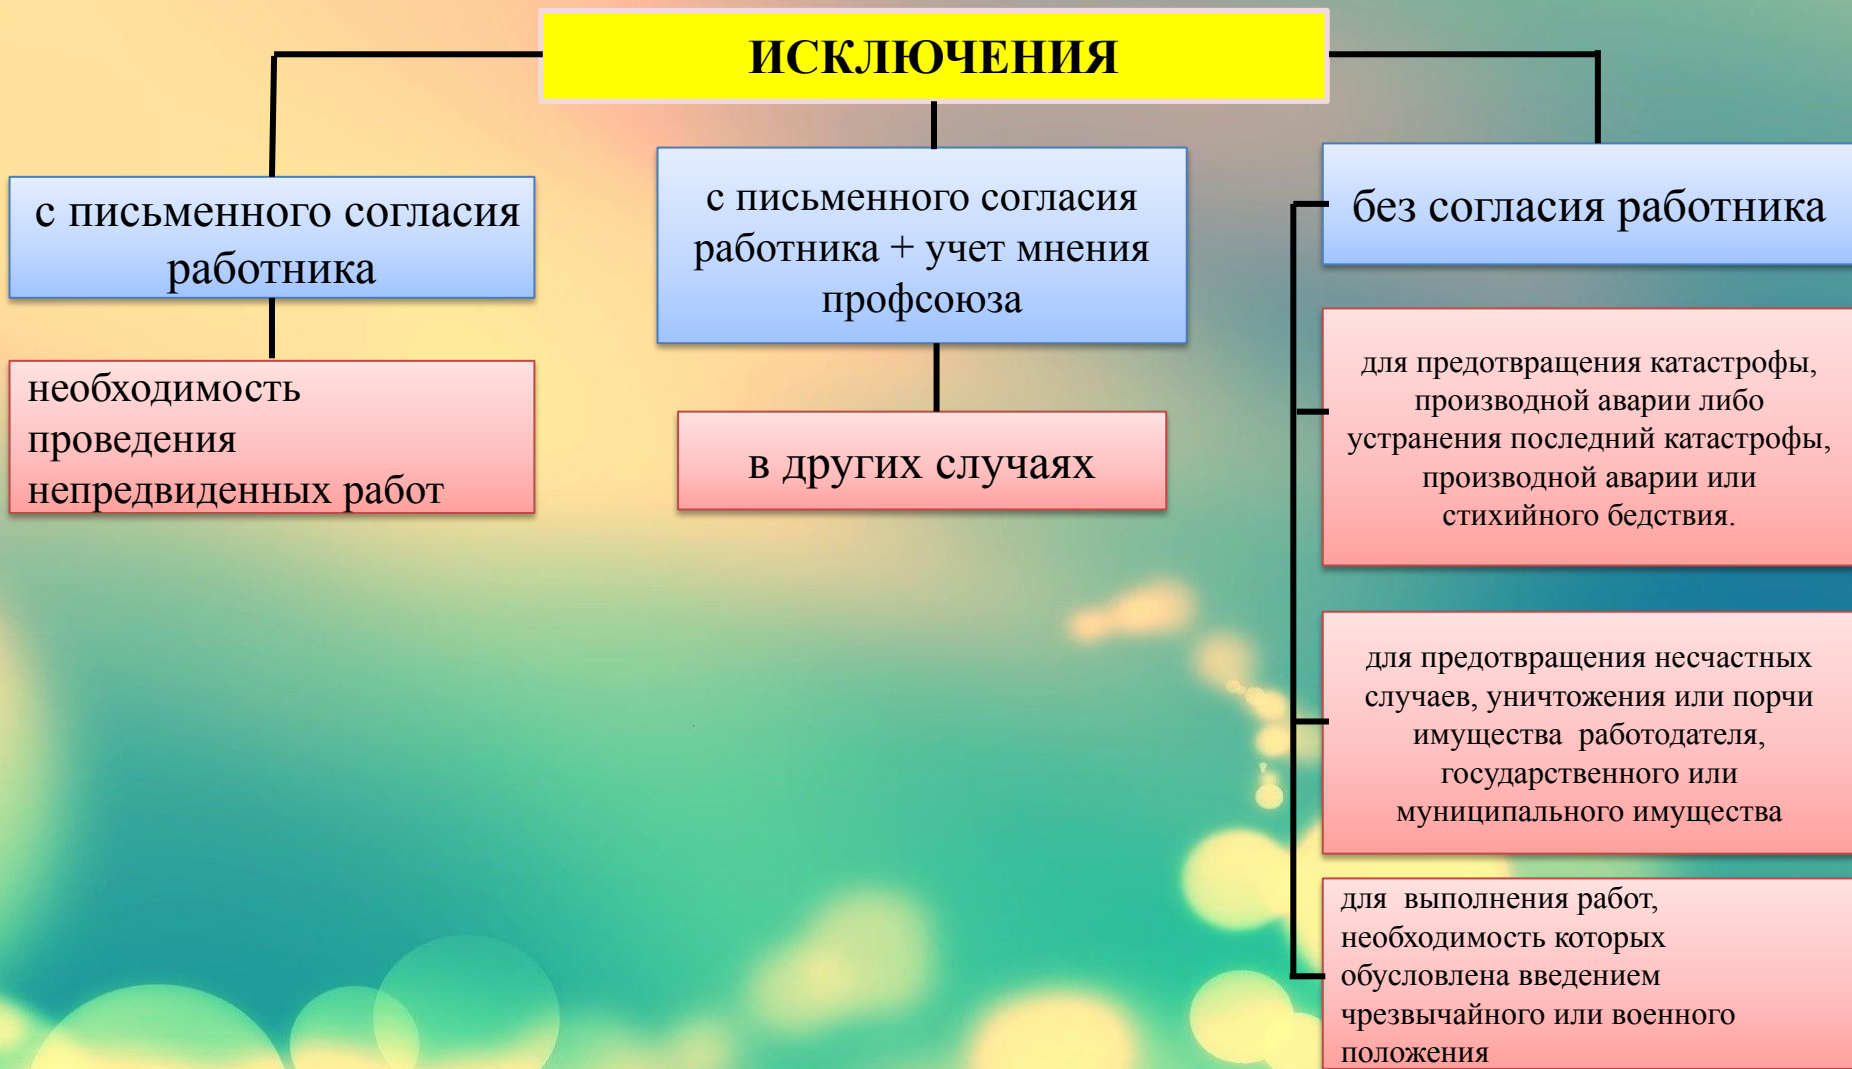 ИСКЛЮЧЕНИЯ
с письменного согласия
работника
необходимость
проведения
непредвиденных работ
с письменного согласия
работника + учет мнения
профсоюза
в других случаях
без согласия работника
для предотвращения катастрофы,
производной аварии либо
устранения последний катастрофы,
производной аварии или
стихийного бедствия.
для предотвращения несчастных
случаев, уничтожения или порчи
имущества  работодателя,
государственного или
муниципального имущества
для  выполнения работ,
необходимость которых
обусловлена введением
чрезвычайного или военного
положения